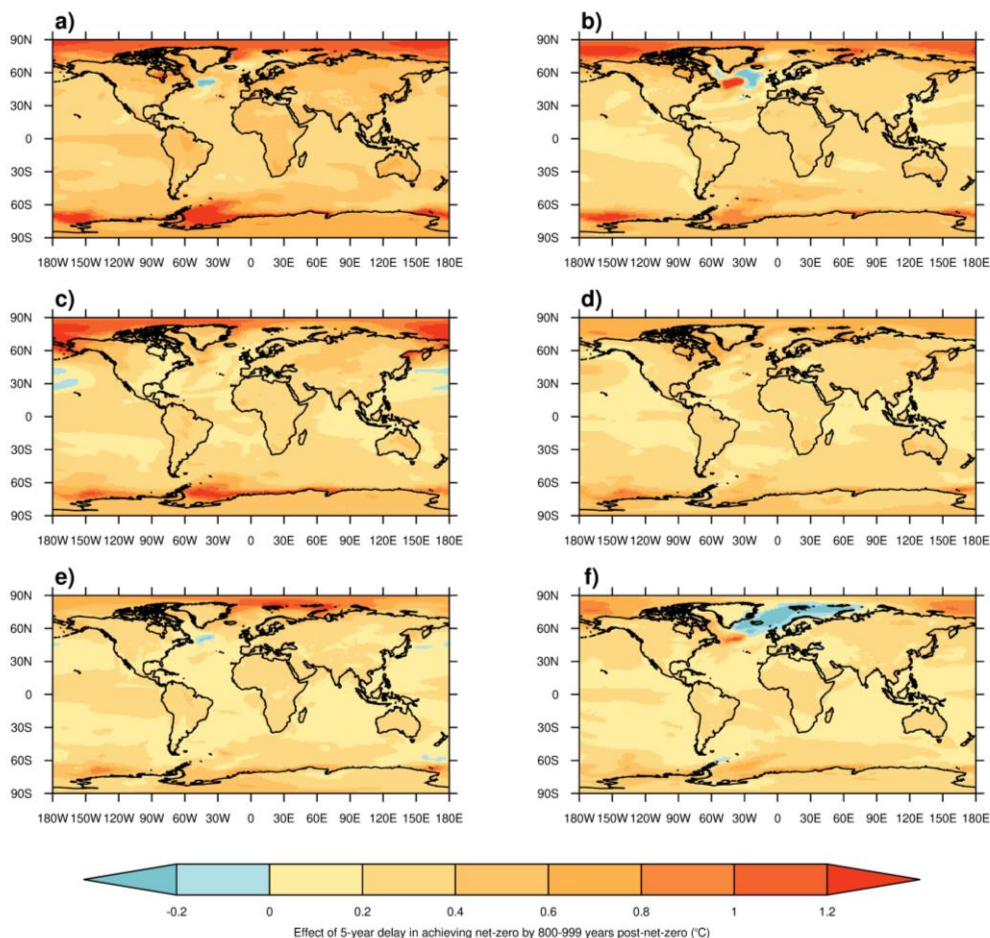 a) b)
90N 90N
60N 60N
30N 30N
0 0
30S 30S
60S 60S
90S 90S
180W 150W 120W 90W 60W 30W 0 30E 60E 90E 120E 150E 180E 180W 150W 120W 90W 60W 30W 0 30E 60E 90E 120E 150E 180E
c) d)
90N 90N
60N 60N
30N 30N
0 0
30S 30S
60S 60S
90S 90S
180W 150W 120W 90W 60W 30W 0 30E 60E 90E 120E 150E 180E 180W 150W 120W 90W 60W 30W 0 30E 60E 90E 120E 150E 180E
e) f)
90N 90N
60N 60N
30N 30N
0 0
30S 30S
60S 60S
90S 90S
180W 150W 120W 90W 60W 30W 0 30E 60E 90E 120E 150E 180E 180W 150W 120W 90W 60W 30W 0 30E 60E 90E 120E 150E 180E
-0.2 0 0.2 0.4 0.6 0.8 1 1.2
Effect of 5-year delay in achieving net-zero by 800-999 years post-net-zero (°C)